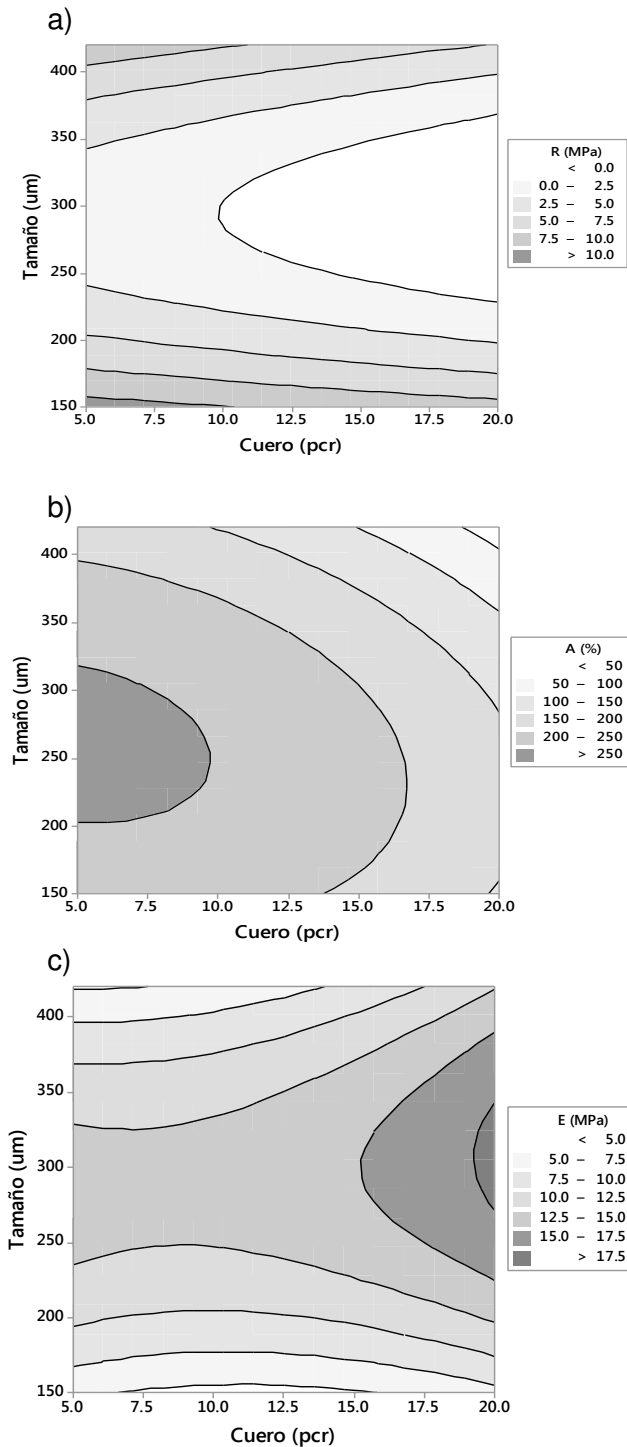 a)
400
350
300
250
200
150
Tamaño (um)
5.0 7.5 10.0 12.5 15.0 17.5 20.0
Cuero (pcr)
R (MPa)
< 0.0
0.0 – 2.5
2.5 – 5.0
5.0 – 7.5
7.5 – 10.0
> 10.0
b)
400
350
300
250
200
150
Tamaño (um)
5.0 7.5 10.0 12.5 15.0 17.5 20.0
Cuero (pcr)
A (%)
< 50
50 – 100
100 – 150
150 – 200
200 – 250
> 250
c)
400
350
300
250
200
150
Tamaño (um)
5.0 7.5 10.0 12.5 15.0 17.5 20.0
Cuero (pcr)
E (MPa)
< 5.0
5.0 – 7.5
7.5 – 10.0
10.0 – 12.5
12.5 – 15.0
15.0 – 17.5
> 17.5